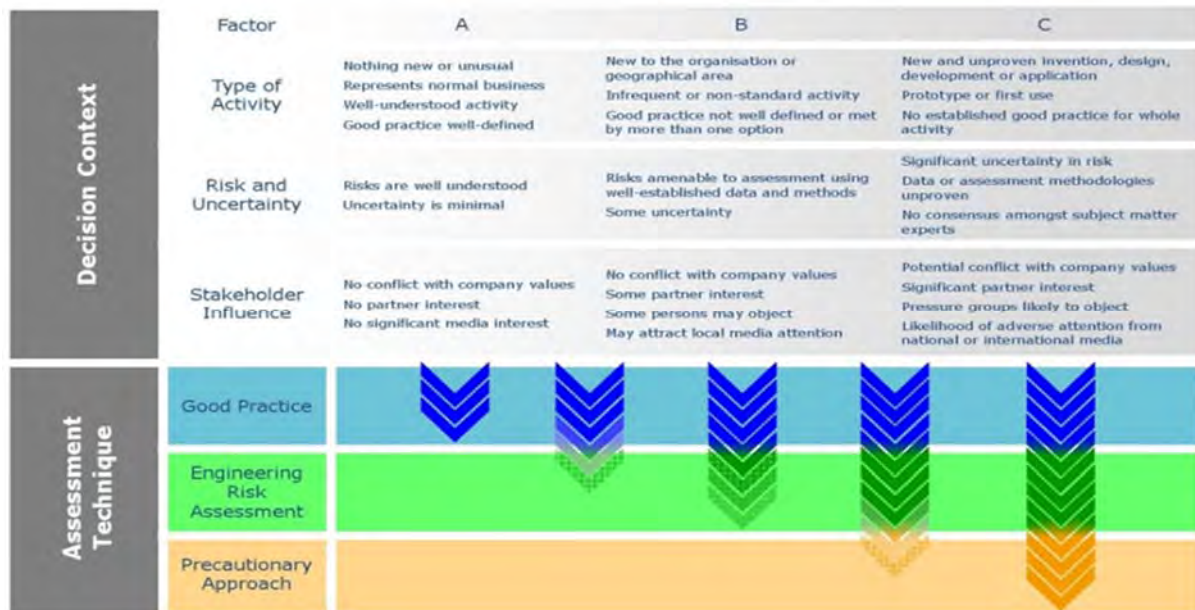 Decision Context
Factor
A
B
C
Type of
Activity
Nothing new or unusual
Represents normal business
Well-understood activity
Good practice well-defined
New to the organisation or
geographical area
Infrequent or non-standard activity
Good practice not well defined or met
by more than one option
New and unproven invention, design,
development or application
Prototype or first use
No established good practice for whole
activity
Risk and
Uncertainty
Risks are well understood
Uncertainty is minimal
Risks amenable to assessment using
well-established data and methods
Some uncertainty
Significant uncertainty in risk
Data or assessment methodologies
unproven
No consensus amongst subject matter
experts
Stakeholder
Influence
No conflict with company values
No partner interest
No significant media interest
No conflict with company values
Some partner interest
Some persons may object
May attract local media attention
Potential conflict with company values
Significant partner interest
Pressure groups likely to object
Likelihood of adverse attention from
national or international media
Assessment
Technique
Good Practice
Engineering
Risk
Assessment
Precautionary
Approach